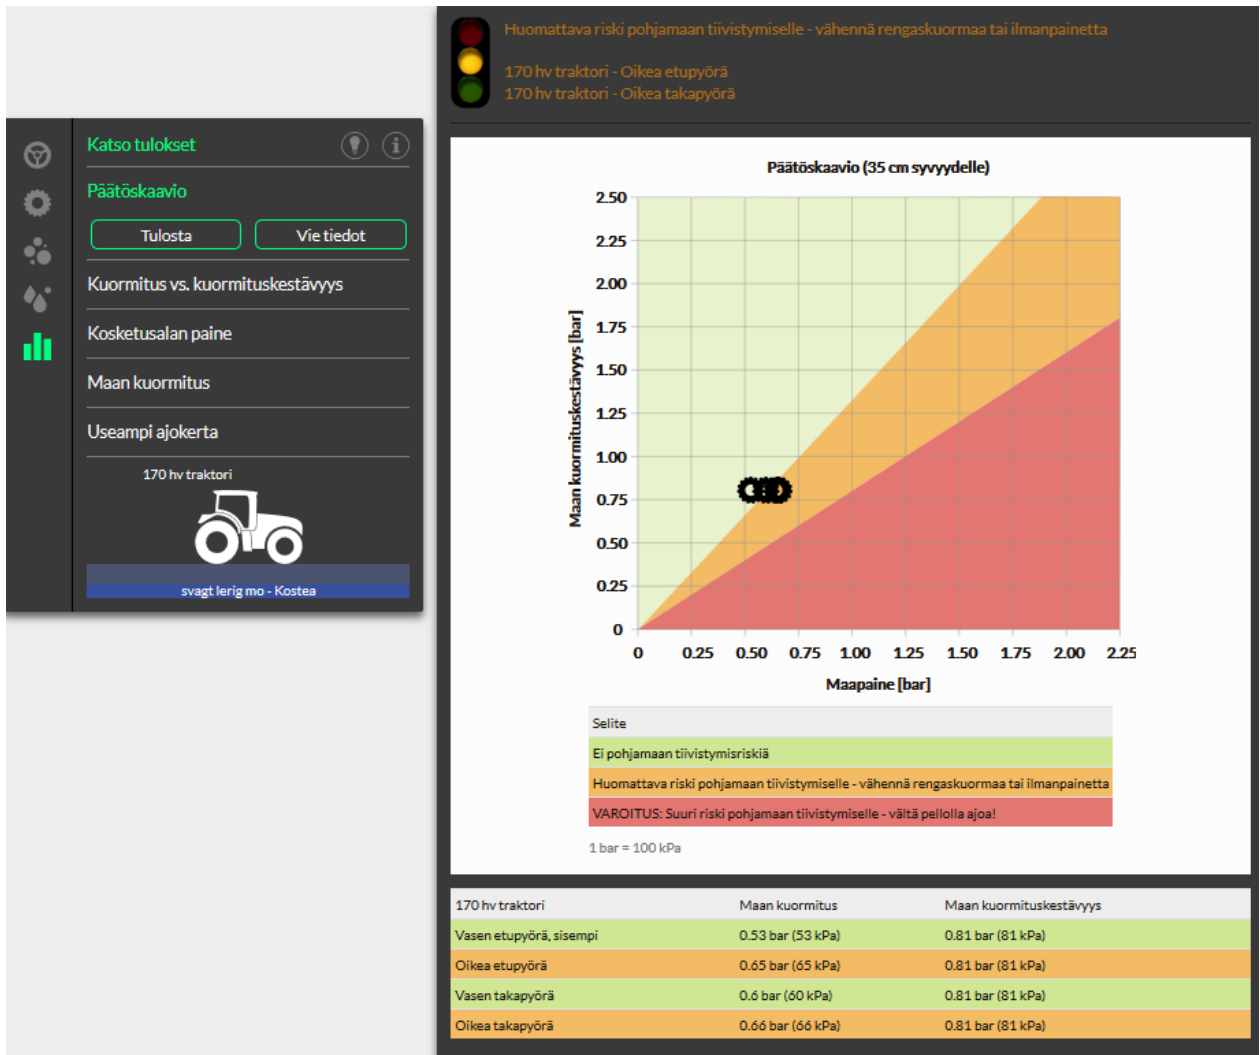 Huomattava riski pohjamaan tiivistymiselle - vähennä rengaskuormaa tai ilmanpainetta
170 hv traktori - Oikea etupyörä
170 hv traktori - Oikea takapyörä
Katso tulokset
Päätöskaavio
Tulosta
Vie tiedot
Kuormitus vs. kuormituskestävyys
Kosketusalan paine
Maan kuormitus
Useampi ajokerta
170 hv traktori
svagt lerig mo - Kostea
Päätöskaavio (35 cm syvyydelle)
Maan kuormituskestävyys [bar]
2.50
2.25
2.00
1.75
1.50
1.25
1.00
0.75
0.50
0.25
0
0 0.25 0.50 0.75 1.00 1.25 1.50 1.75 2.00 2.25
Maapaine [bar]
Selite
Ei pohjamaan tiivistymisriskiä
Huomattava riski pohjamaan tiivistymiselle - vähennä rengaskuormaa tai ilmanpainetta
VAROITUS: Suuri riski pohjamaan tiivistymiselle - vältä pellolla ajoa!
1 bar = 100 kPa
170 hv traktori Maan kuormitus Maan kuormituskestävyys
Vasen etupyörä, sisempi 0.53 bar (53 kPa) 0.81 bar (81 kPa)
Oikea etupyörä 0.65 bar (65 kPa) 0.81 bar (81 kPa)
Vasen takapyörä 0.6 bar (60 kPa) 0.81 bar (81 kPa)
Oikea takapyörä 0.66 bar (66 kPa) 0.81 bar (81 kPa)